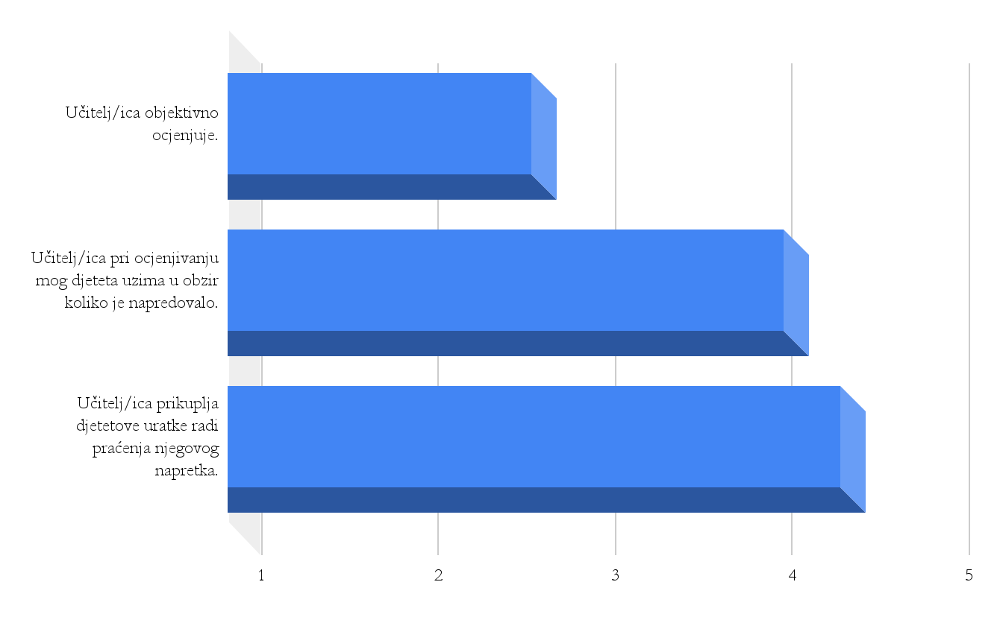 Učitelj/ica objektivno
ocjenjuje.
Učitelj/ica pri ocjenjivanju
mog djeteta uzima u obzir
koliko je napredovalo.
Učitelj/ica prikuplja
djetetove uratke radi
praćenja njegovog
napretka.
1 2 3 4 5